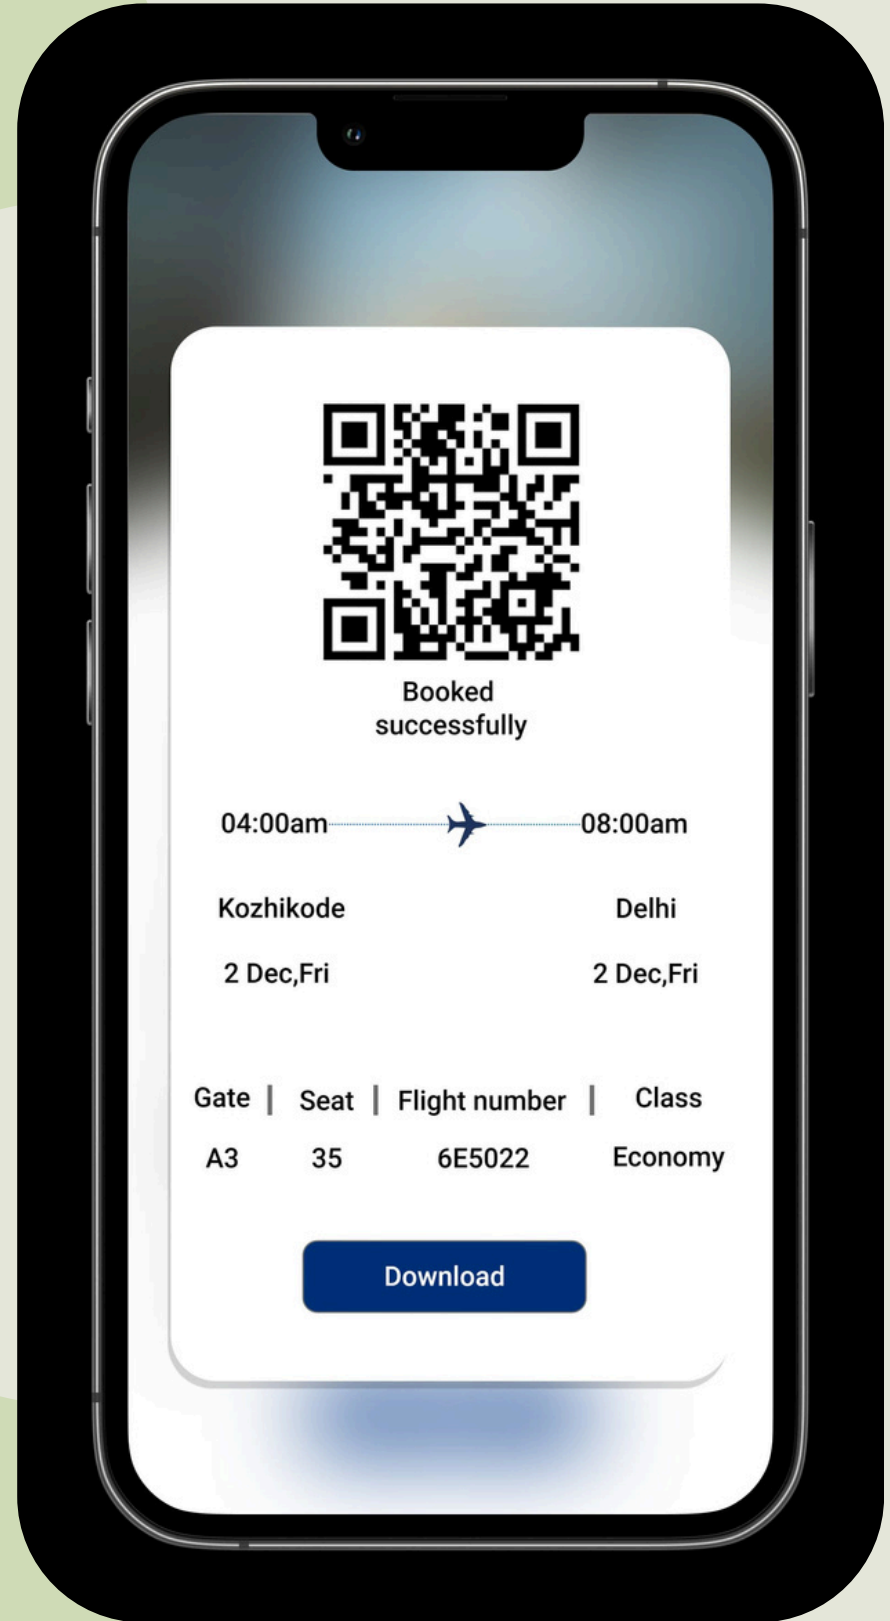 Booked
successfully
04:00am 08:00am
Kozhikode Delhi
2 Dec,Fri 2 Dec,Fri
Gate | Seat | Flight number | Class
A3 35 6E5022 Economy
Download